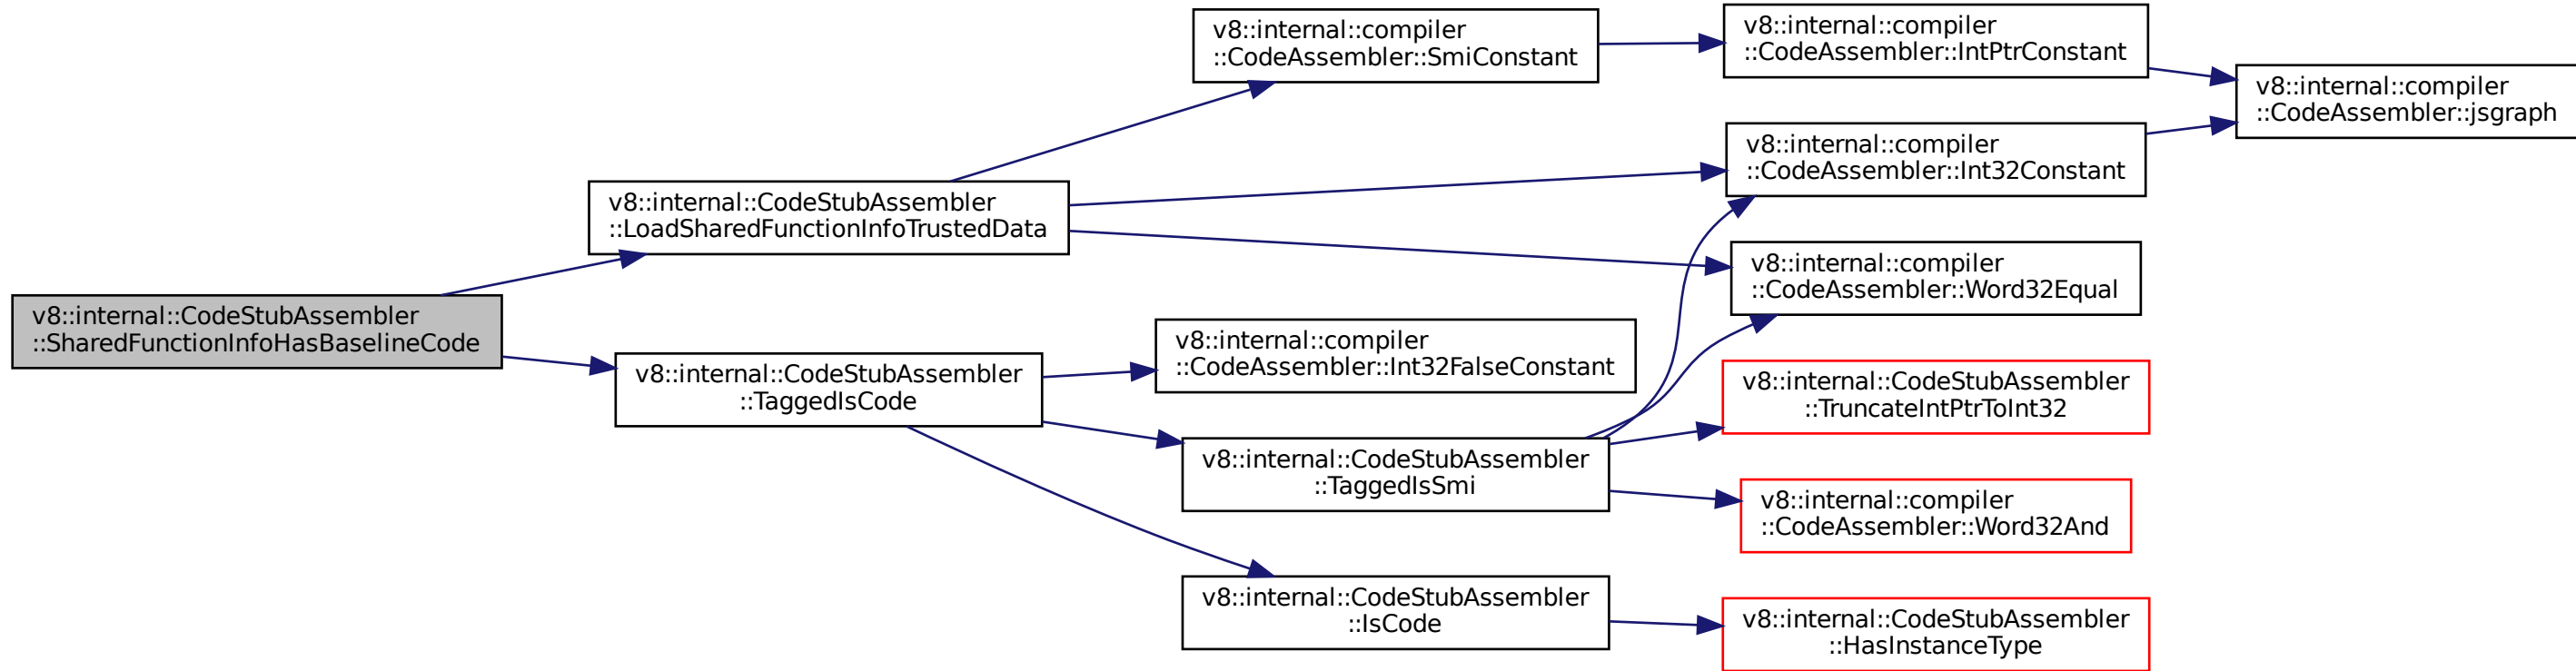 v8::internal::CodeStubAssembler
::SharedFunctionInfoHasBaselineCode
v8::internal::CodeStubAssembler
::LoadSharedFunctionInfoTrustedData
v8::internal::CodeStubAssembler
::TaggedIsCode
v8::internal::compiler
::CodeAssembler::SmiConstant
v8::internal::compiler
::CodeAssembler::Int32FalseConstant
v8::internal::CodeStubAssembler
::TaggedIsSmi
v8::internal::CodeStubAssembler
::IsCode
v8::internal::compiler
::CodeAssembler::IntPtrConstant
v8::internal::compiler
::CodeAssembler::Int32Constant
v8::internal::compiler
::CodeAssembler::Word32Equal
v8::internal::CodeStubAssembler
::TruncateIntPtrToInt32
v8::internal::compiler
::CodeAssembler::Word32And
v8::internal::CodeStubAssembler
::HasInstanceType
v8::internal::compiler
::CodeAssembler::jsgraph